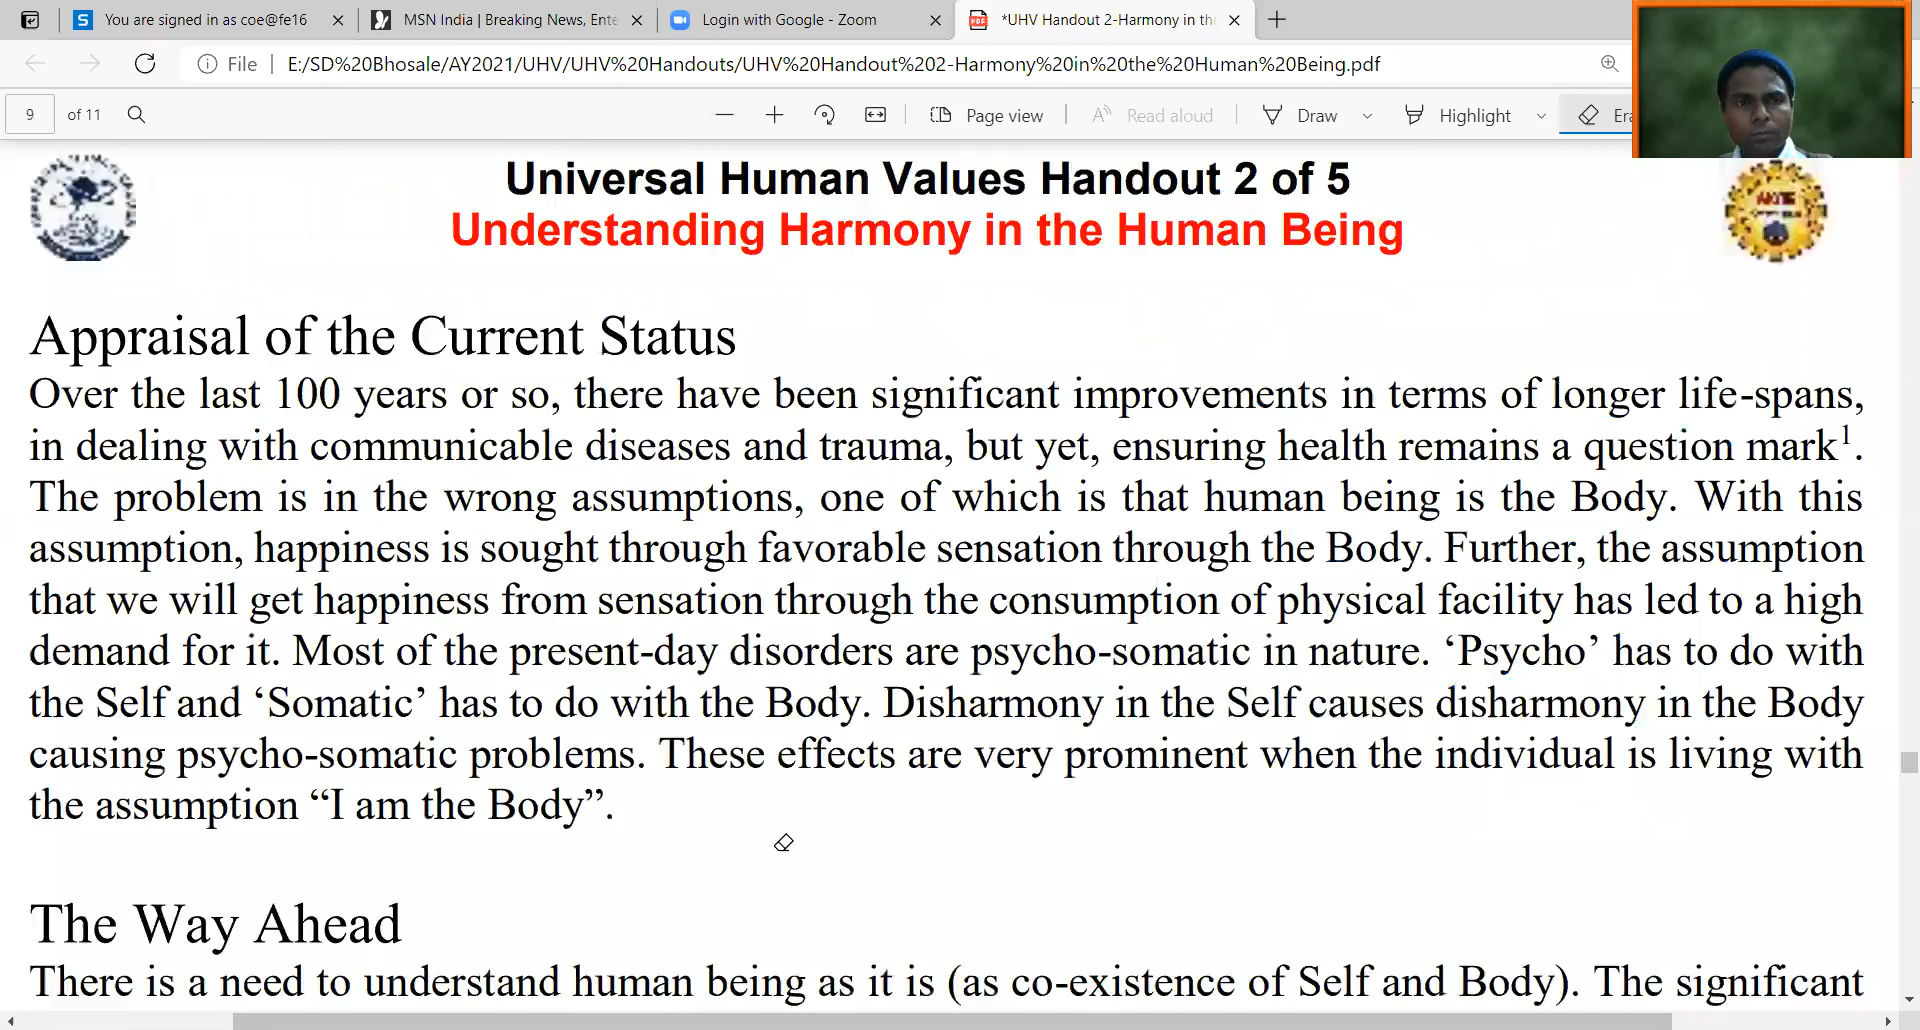 You are signed in as coe@fe16
MSN India | Breaking News, Ente
Login with Google - Zoom
*UHV Handout 2-Harmony in th
File
E:/SD%20Bhosale/AY2021/UHV/UHV%20Handouts/UHV%20Handout%202-Harmony%20in%20the%20Human%20Being.pdf
9 of 11
Page view
Read aloud
Draw
Highlight
Era
Universal Human Values Handout 2 of 5
Understanding Harmony in the Human Being
Appraisal of the Current Status
Over the last 100 years or so, there have been significant improvements in terms of longer life-spans,
in dealing with communicable diseases and trauma, but yet, ensuring health remains a question mark¹.
The problem is in the wrong assumptions, one of which is that human being is the Body. With this
assumption, happiness is sought through favorable sensation through the Body. Further, the assumption
that we will get happiness from sensation through the consumption of physical facility has led to a high
demand for it. Most of the present-day disorders are psycho-somatic in nature. ‘Psycho’ has to do with
the Self and ‘Somatic’ has to do with the Body. Disharmony in the Self causes disharmony in the Body
causing psycho-somatic problems. These effects are very prominent when the individual is living with
the assumption “I am the Body”.
The Way Ahead
There is a need to understand human being as it is (as co-existence of Self and Body). The significant